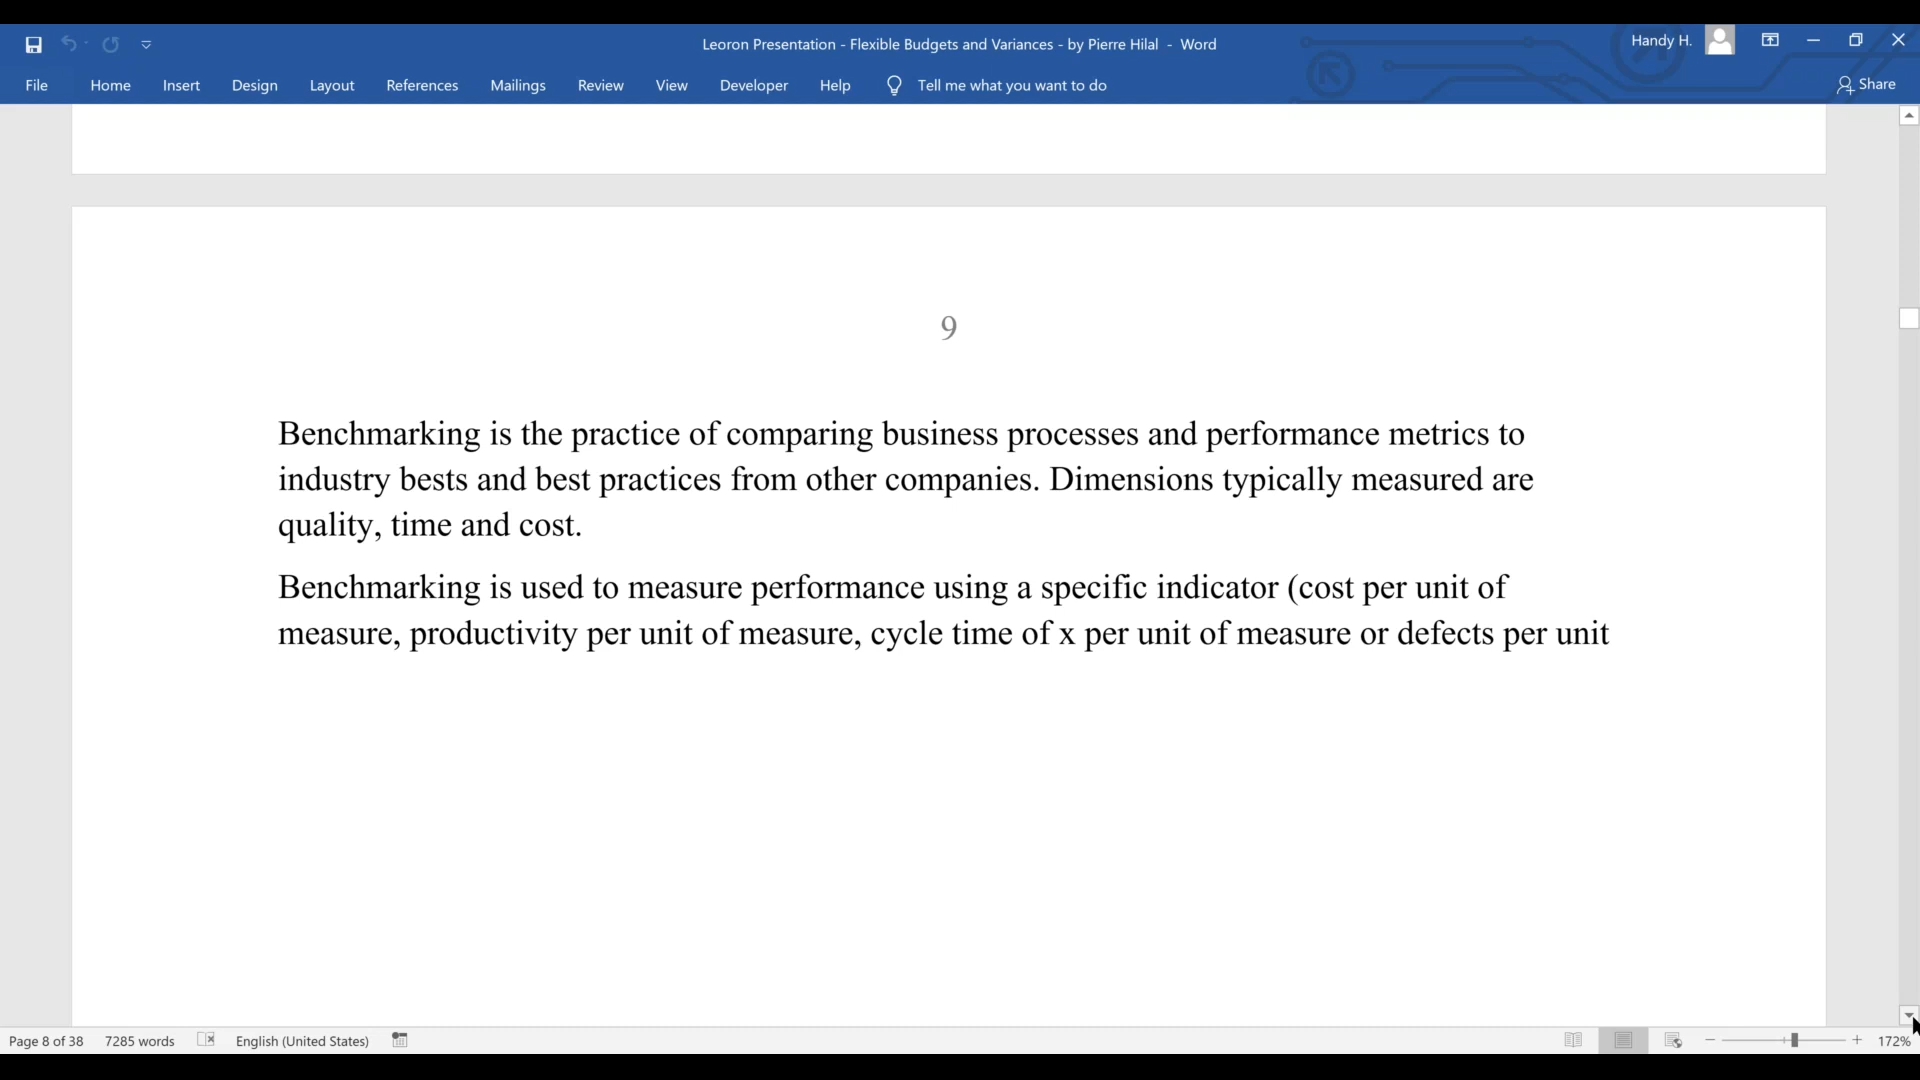 Leoron Presentation - Flexible Budgets and Variances - by Pierre Hilal - Word
Handy H.
File Home Insert Design Layout References Mailings Review View Developer Help Tell me what you want to do Share
9
Benchmarking is the practice of comparing business processes and performance metrics to
industry bests and best practices from other companies. Dimensions typically measured are
quality, time and cost.
Benchmarking is used to measure performance using a specific indicator (cost per unit of
measure, productivity per unit of measure, cycle time of x per unit of measure or defects per unit
Page 8 of 38 7285 words English (United States) 172%